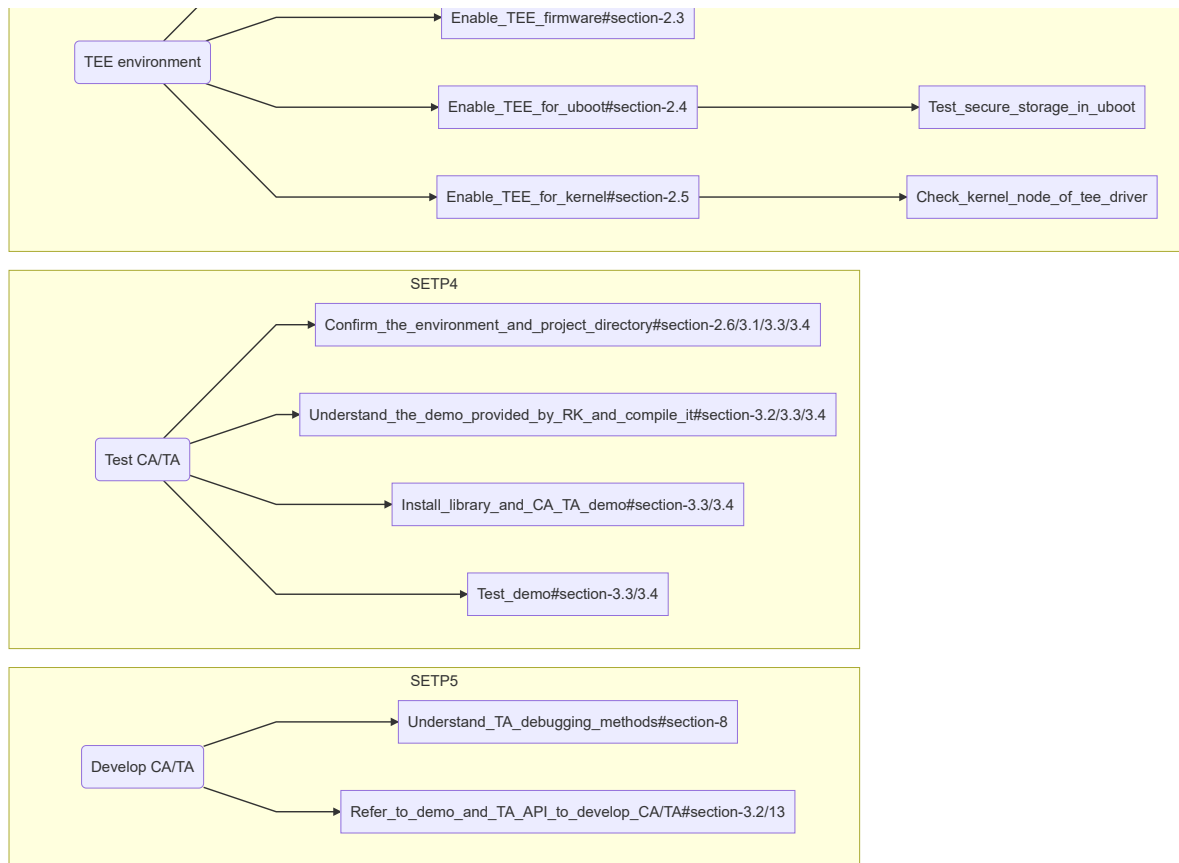 Enable_TEE_firmware#section-2.3
TEE environment
Enable_TEE_for_uboot#section-2.4
Test_secure_storage_in_uboot
Enable_TEE_for_kernel#section-2.5
Check_kernel_node_of_tee_driver
SETP4
Confirm_the_environment_and_project_directory#section-2.6/3.1/3.3/3.4
Understand_the_demo_provided_by_RK_and_compile_it#section-3.2/3.3/3.4
Test CA/TA
Install_library_and_CA_TA_demo#section-3.3/3.4
Test_demo#section-3.3/3.4
SETP5
Understand_TA_debugging_methods#section-8
Develop CA/TA
Refer_to_demo_and_TA_API_to_develop_CA/TA#section-3.2/13